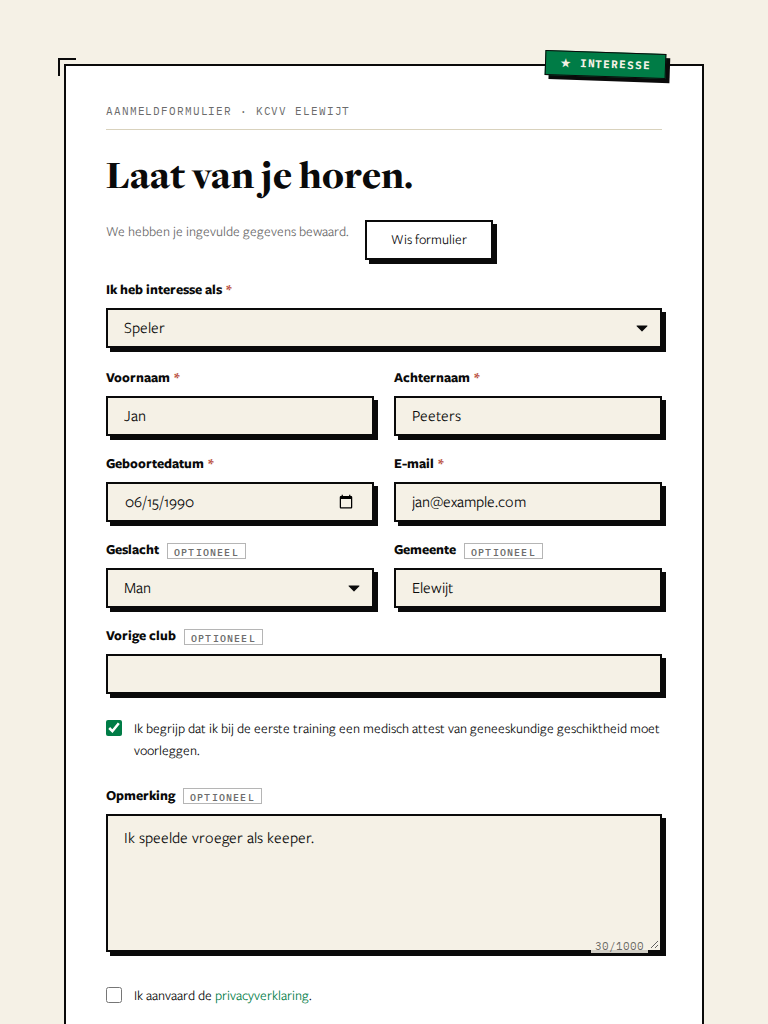 ★ INTERESSE
AANMELDFORMULIER · KCVV ELEWIJT
Laat van je horen.
We hebben je ingevulde gegevens bewaard.
Wis formulier
Ik heb interesse als *
Speler
Voornaam *
Achternaam *
Jan
Peeters
Geboortedatum *
E-mail *
06/15/1990
jan@example.com
Geslacht OPTIONEEL
Gemeente OPTIONEEL
Man
Elewijt
Vorige club OPTIONEEL
Ik begrijp dat ik bij de eerste training een medisch attest van geneeskundige geschiktheid moet
voorleggen.
Opmerking OPTIONEEL
Ik speelde vroeger als keeper.
30/1000
Ik aanvaard de privacyverklaring.